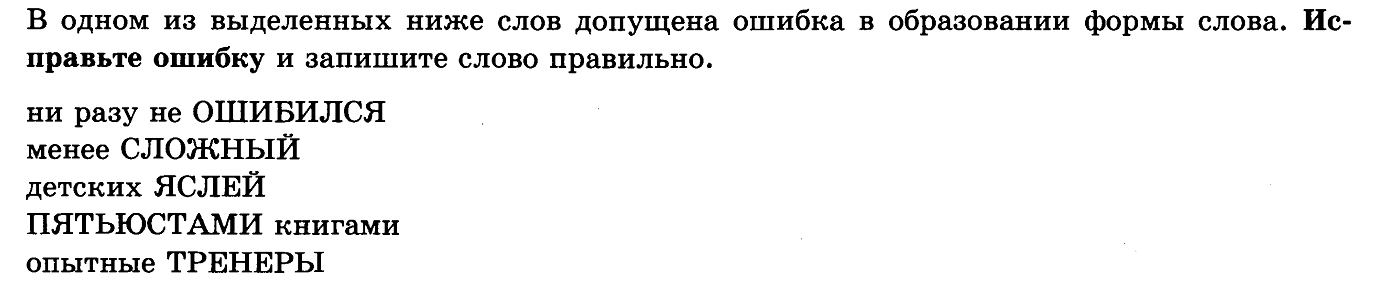 В одном из выделенных ниже слов допущена ошибка в образовании формы слова. Ис-
правьте ошибку и запишите слово правильно.
ни разу не ОШИБИЛСЯ
менее СЛОЖНЫЙ
детских ЯСЛЕЙ
ПЯТЬЮСТАМИ книгами
опытные ТРЕНЕРЫ